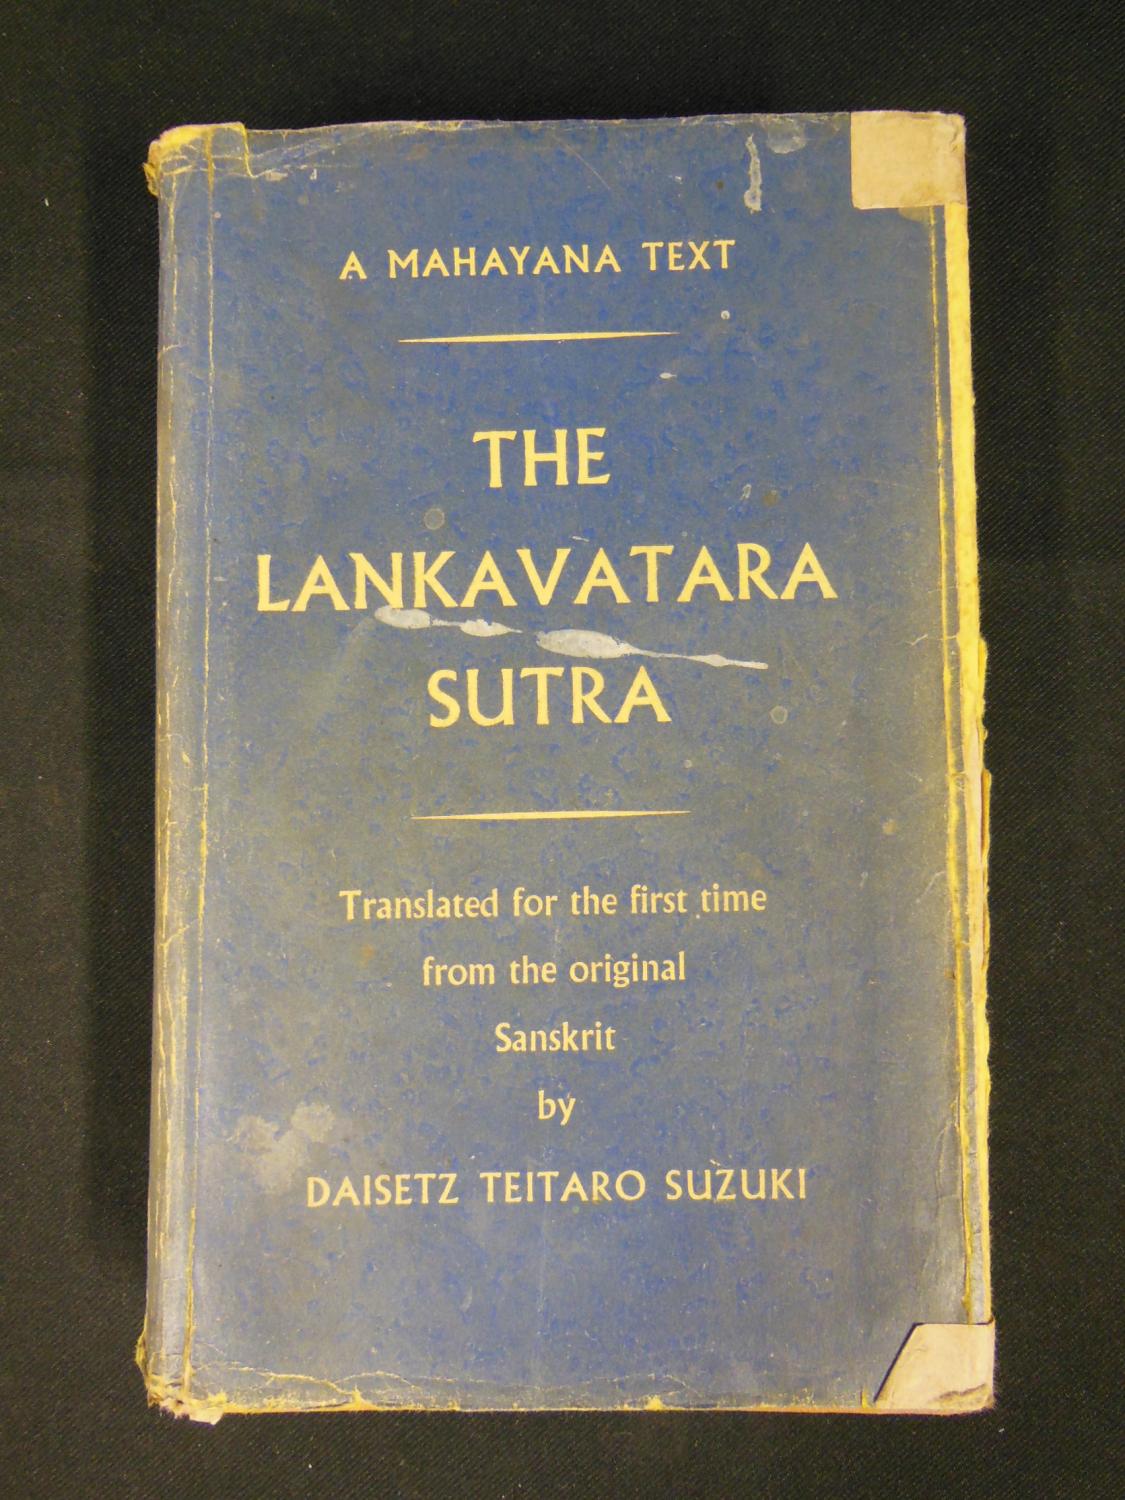 A MAHAYANA TEXT
THE
LANKAVATARA
SUTRA
Translated for the first time
from the original
Sanskrit
by
DAISETZ TEITARO SUZUKI